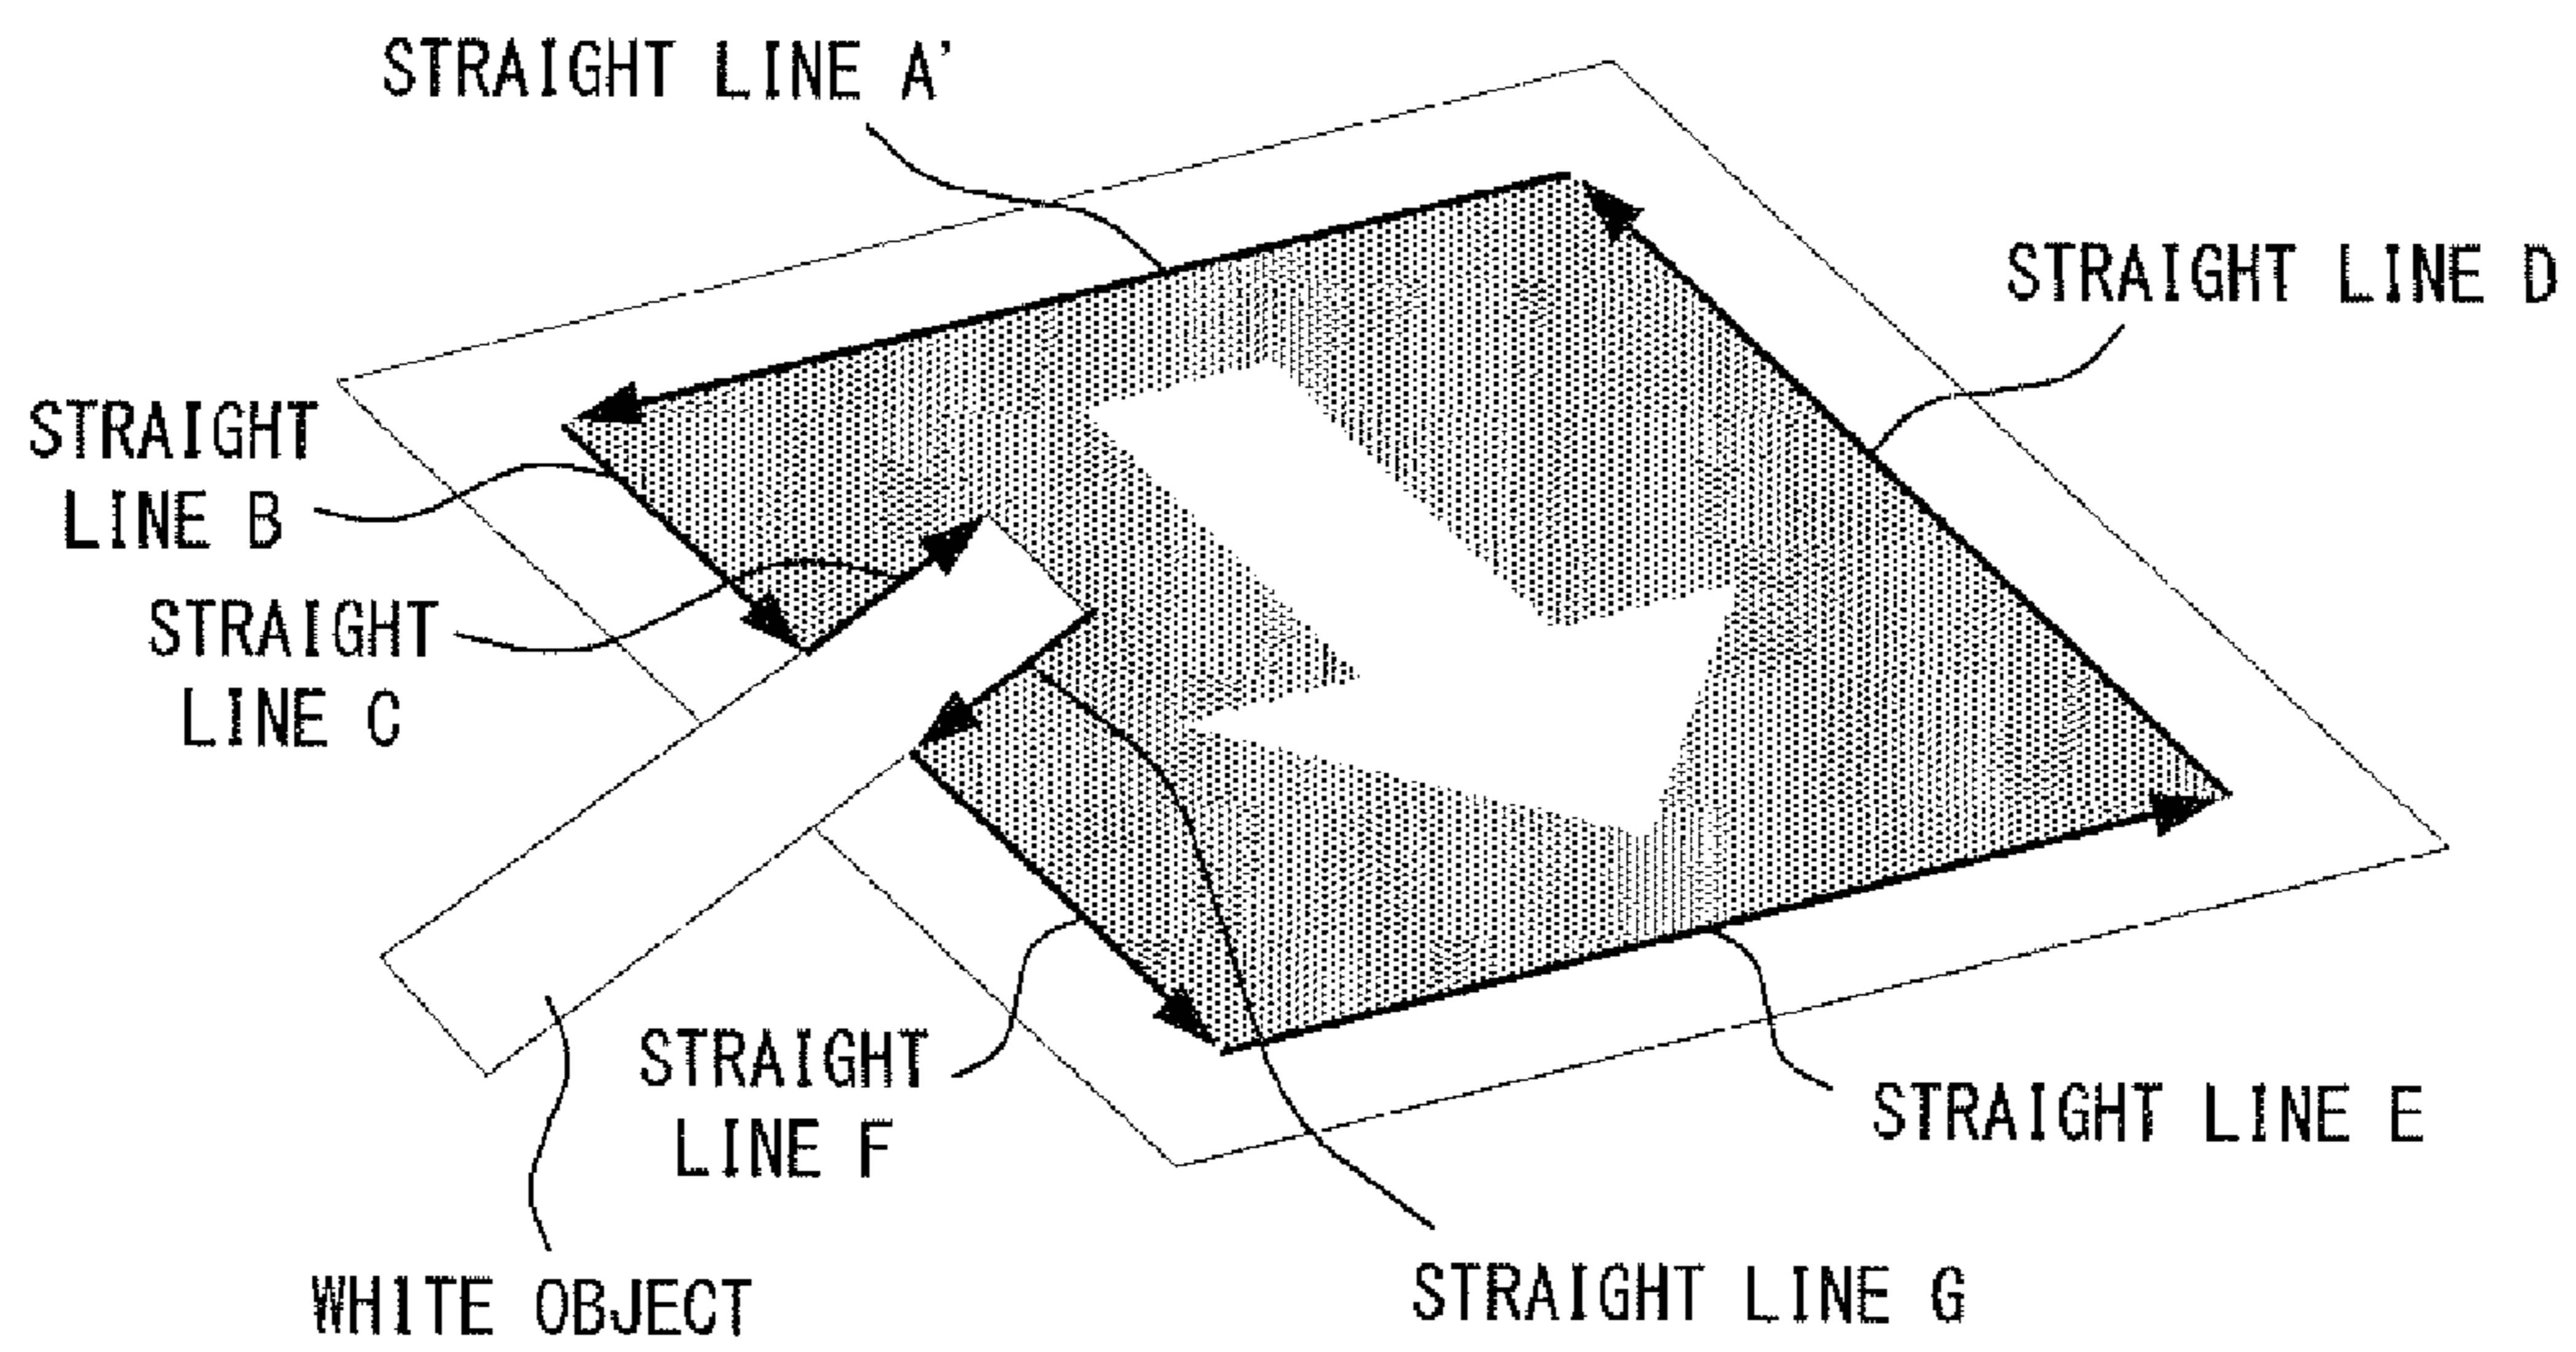 STRAIGHT LINE A'
STRAIGHT LINE D
STRAIGHT
LINE B
STRAIGHT
LINE C
STRAIGHT
LINE F
STRAIGHT LINE E
STRAIGHT LINE G
WHITE OBJECT